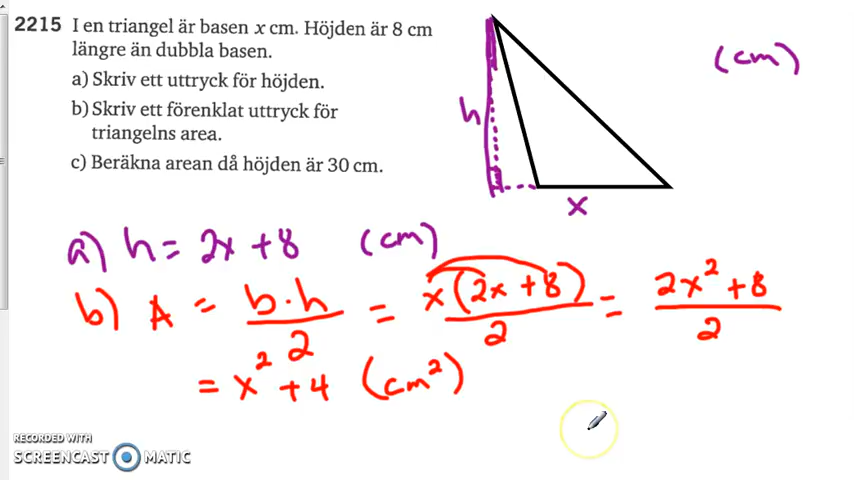 2215 I en triangel är basen x cm. Höjden är 8 cm
längre än dubbla basen.
a) Skriv ett uttryck för höjden.
b) Skriv ett förenklat uttryck för
triangelns area.
c) Beräkna arean då höjden är 30 cm.
(cm)
h
x
a) h = 2x + 8 (cm)
b) A = b·h/2 = x(2x + 8)/2 = 2x² + 8/2
= x² + 4 (cm²)
RECORDED WITH
SCREENCAST MATIC